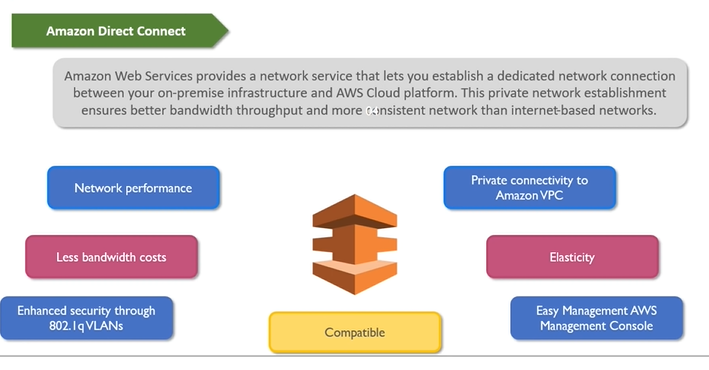 Amazon Direct Connect
Amazon Web Services provides a network service that lets you establish a dedicated network connection
between your on-premise infrastructure and AWS Cloud platform. This private network establishment
ensures better bandwidth throughput and more consistent network than internet-based networks.
Network performance
Private connectivity to
Amazon VPC
Less bandwidth costs
Elasticity
Enhanced security through
802.1q VLANs
Compatible
Easy Management AWS
Management Console